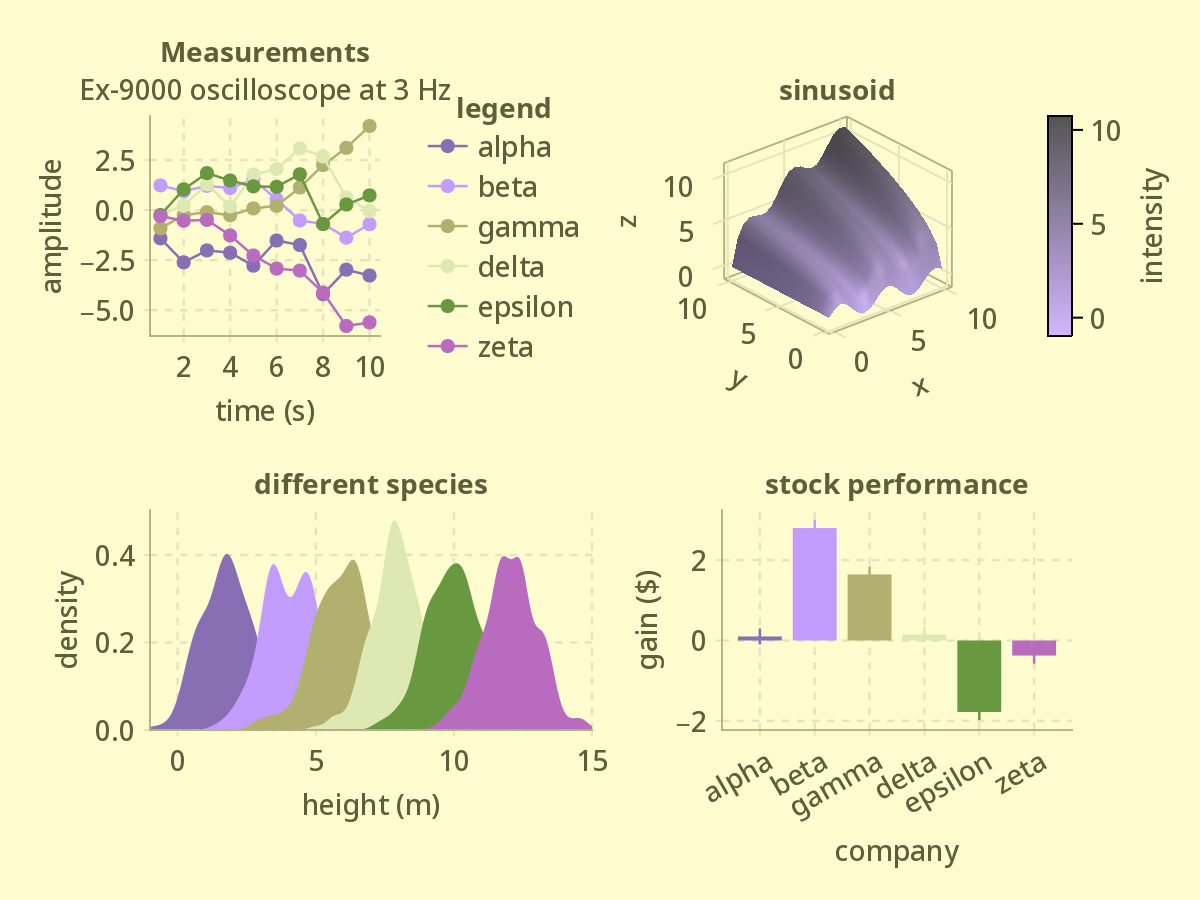 Measurements
Ex-9000 oscilloscope at 3 Hz
amplitude
2.5
0.0
−2.5
−5.0
2 4 6 8 10
time (s)
legend
alpha
beta
gamma
delta
epsilon
zeta
sinusoid
z
10
5
0
10
5
0
y
0
5
10
x
10
5
0
intensity
different species
density
0.4
0.2
0.0
0 5 10 15
height (m)
stock performance
gain ($)
2
0
−2
alpha
beta
gamma
delta
epsilon
zeta
company